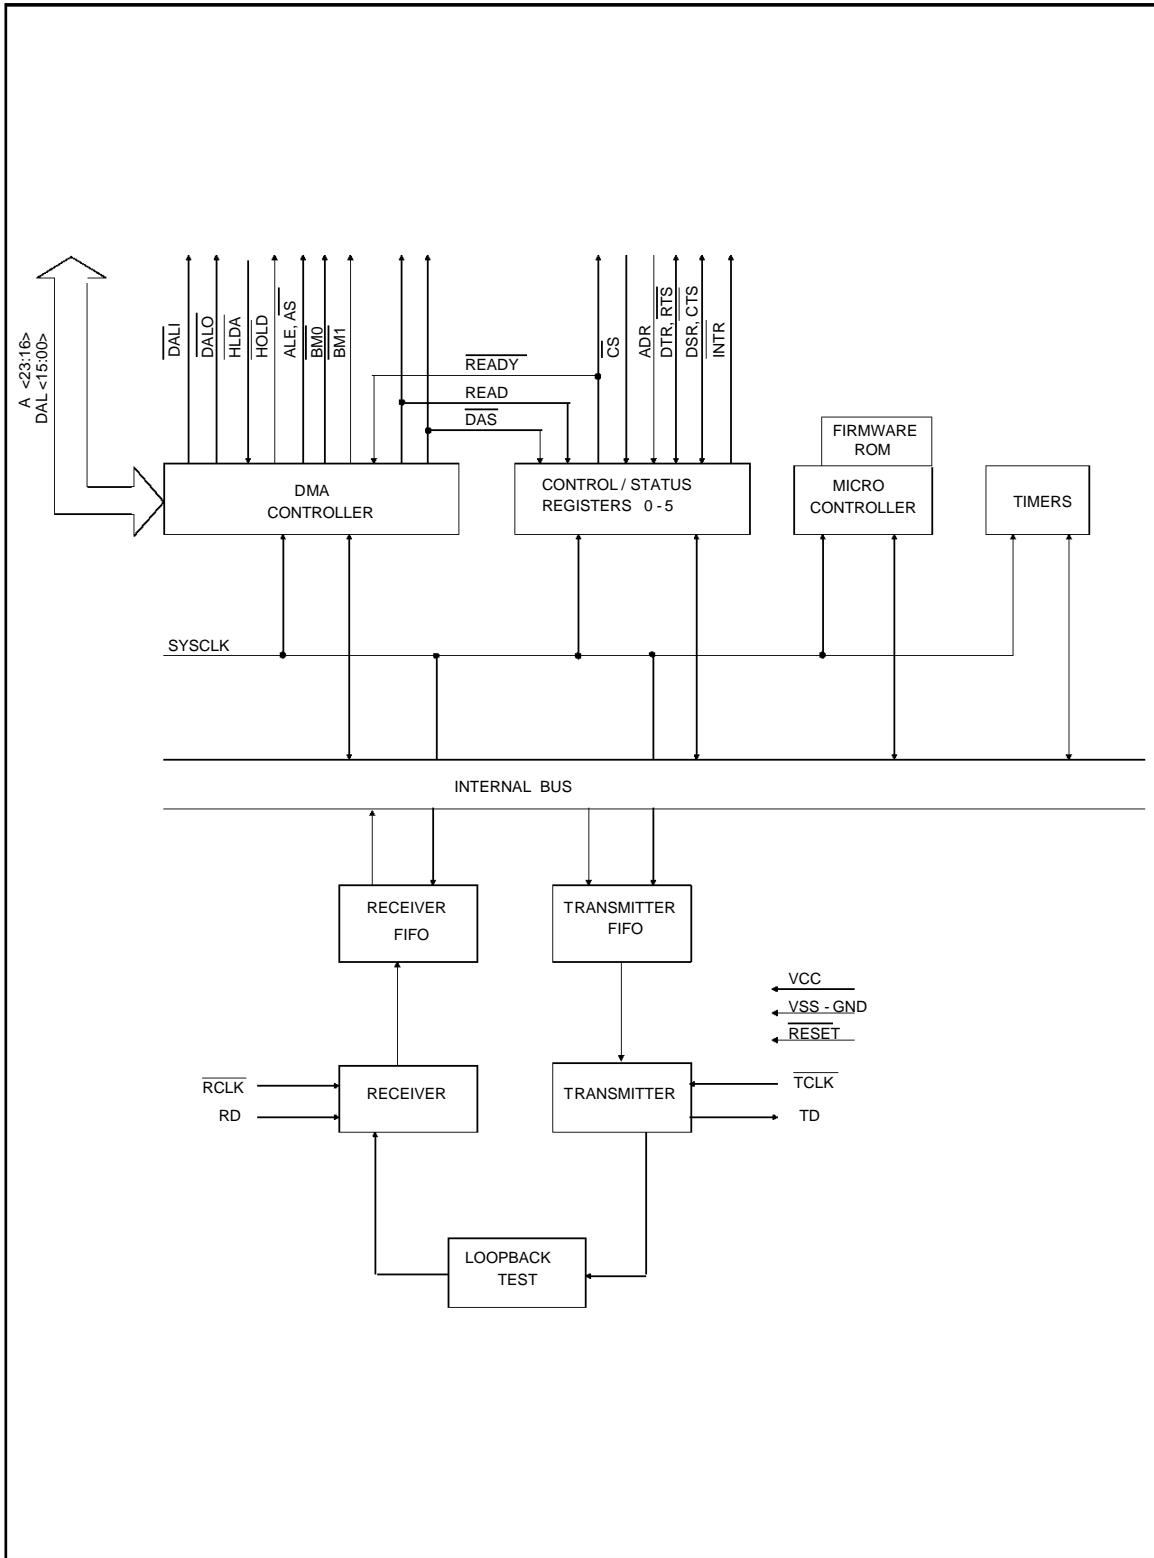 A <23:16>
DAL <15:00>
DALI
DALO
HLDA
HOLD
ALE, AS
BM0
BM1
READY
READ
DAS
CS
ADR
DTR, RTS
DSR, CTS
INTR
FIRMWARE
ROM
DMA
CONTROLLER
CONTROL / STATUS
REGISTERS 0 - 5
MICRO
CONTROLLER
TIMERS
SYSCLK
INTERNAL BUS
RECEIVER
FIFO
TRANSMITTER
FIFO
VCC
VSS - GND
RESET
RCLK
RD
RECEIVER
TRANSMITTER
TCLK
TD
LOOPBACK
TEST